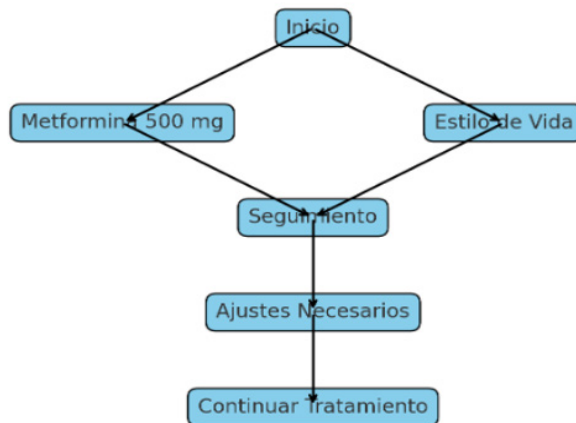 Inicio
Metformina 500 mg
Estilo de Vida
Seguimiento
Ajustes Necesarios
Continuar Tratamiento